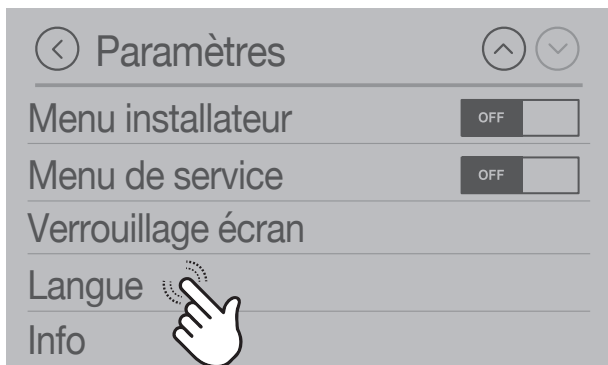 Paramètres
Menu installateur OFF
Menu de service OFF
Verrouillage écran
Langue
Info